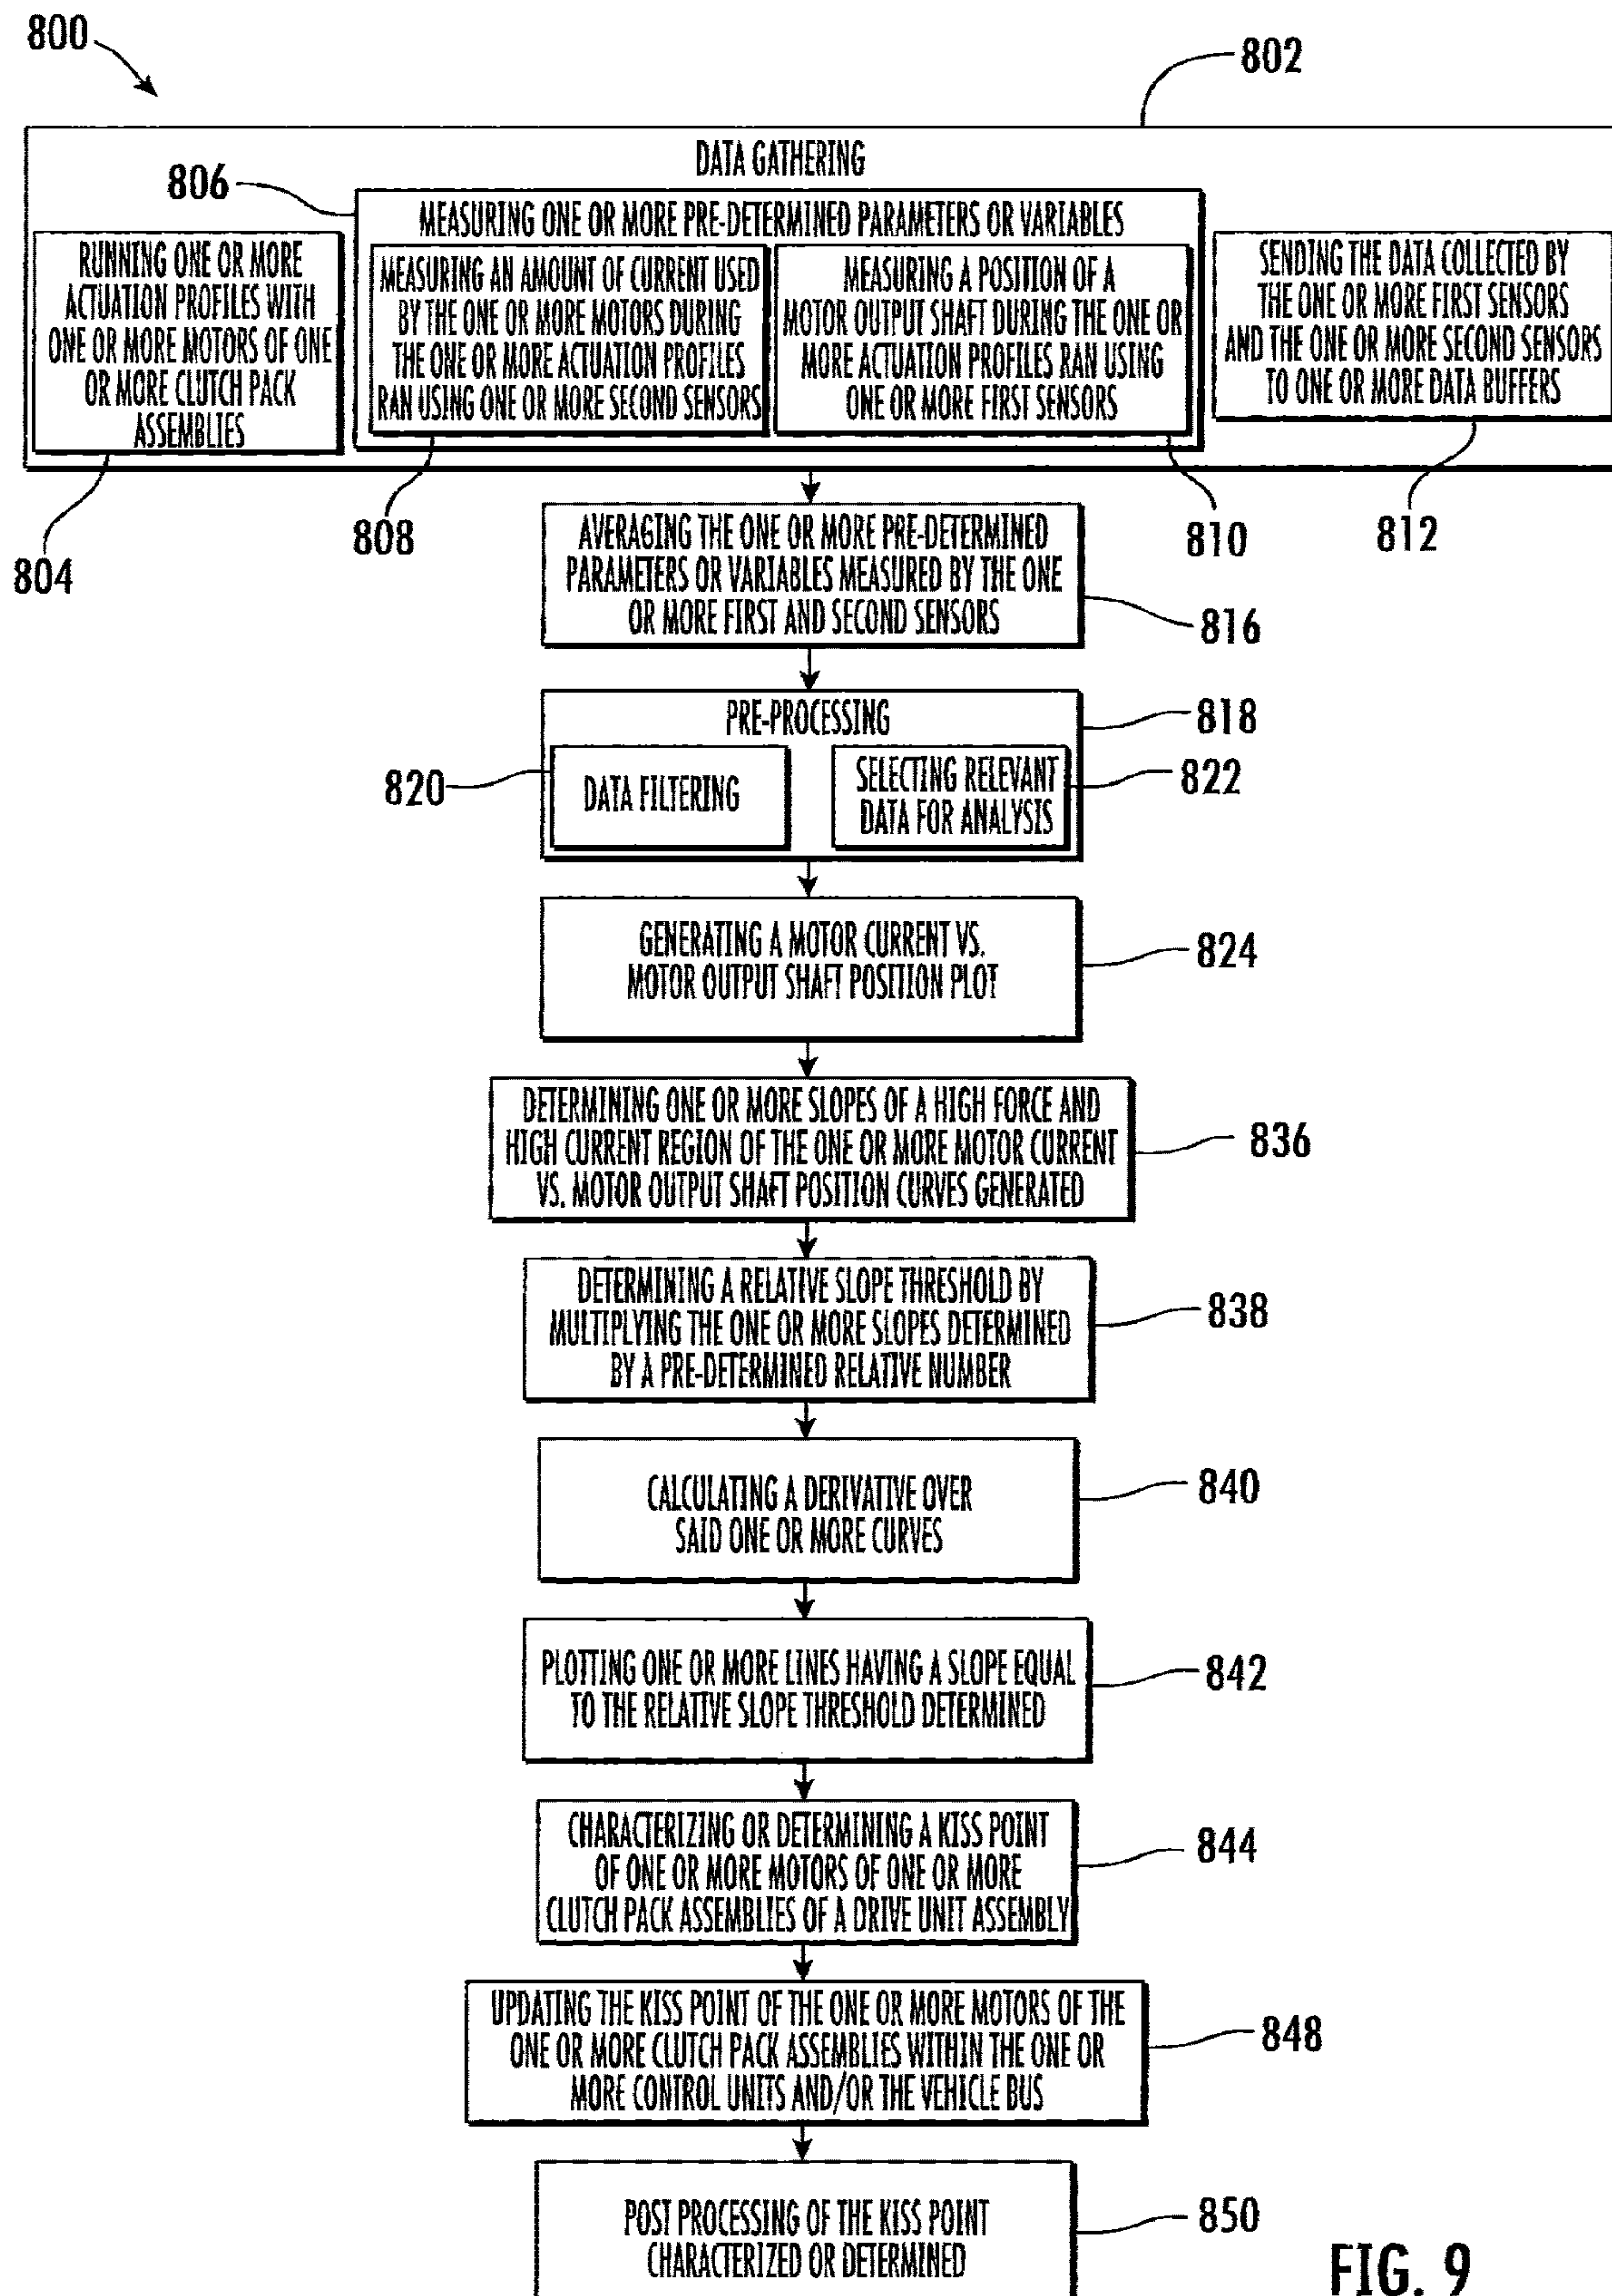 800
802
DATA GATHERING
806
MEASURING ONE OR MORE PRE-DETERMINED PARAMETERS OR VARIABLES
RUNNING ONE OR MORE
ACTUATION PROFILES WITH
ONE OR MORE MOTORS OF ONE
OR MORE CLUTCH PACK
ASSEMBLIES
MEASURING AN AMOUNT OF CURRENT USED
BY THE ONE OR MORE MOTORS DURING
THE ONE OR MORE ACTUATION PROFILES
RAN USING ONE OR MORE SECOND SENSORS
MEASURING A POSITION OF A
MOTOR OUTPUT SHAFT DURING THE ONE OR
MORE ACTUATION PROFILES RAN USING
ONE OR MORE FIRST SENSORS
SENDING THE DATA COLLECTED BY
THE ONE OR MORE FIRST SENSORS
AND THE ONE OR MORE SECOND SENSORS
TO ONE OR MORE DATA BUFFERS
804
808
810
812
AVERAGING THE ONE OR MORE PRE-DETERMINED
PARAMETERS OR VARIABLES MEASURED BY THE ONE
OR MORE FIRST AND SECOND SENSORS
816
PRE-PROCESSING
818
820
DATA FILTERING
SELECTING RELEVANT
DATA FOR ANALYSIS
822
GENERATING A MOTOR CURRENT VS.
MOTOR OUTPUT SHAFT POSITION PLOT
824
DETERMINING ONE OR MORE SLOPES OF A HIGH FORCE AND
HIGH CURRENT REGION OF THE ONE OR MORE MOTOR CURRENT
VS. MOTOR OUTPUT SHAFT POSITION CURVES GENERATED
836
DETERMINING A RELATIVE SLOPE THRESHOLD BY
MULTIPLYING THE ONE OR MORE SLOPES DETERMINED
BY A PRE-DETERMINED RELATIVE NUMBER
838
CALCULATING A DERIVATIVE OVER
SAID ONE OR MORE CURVES
840
PLOTTING ONE OR MORE LINES HAVING A SLOPE EQUAL
TO THE RELATIVE SLOPE THRESHOLD DETERMINED
842
CHARACTERIZING OR DETERMINING A KISS POINT
OF ONE OR MORE MOTORS OF ONE OR MORE
CLUTCH PACK ASSEMBLIES OF A DRIVE UNIT ASSEMBLY
844
UPDATING THE KISS POINT OF THE ONE OR MORE MOTORS OF THE
ONE OR MORE CLUTCH PACK ASSEMBLIES WITHIN THE ONE OR
MORE CONTROL UNITS AND/OR THE VEHICLE BUS
848
POST PROCESSING OF THE KISS POINT
CHARACTERIZED OR DETERMINED
850
FIG. 9